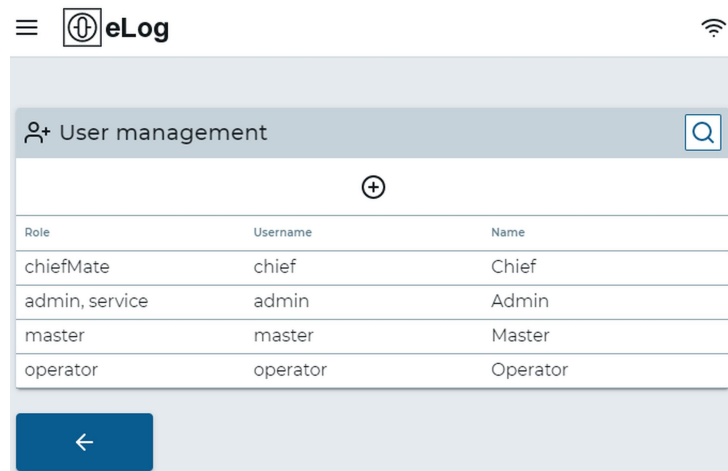 eLog
User management
Role Username Name
chiefMate chief Chief
admin, service admin Admin
master master Master
operator operator Operator